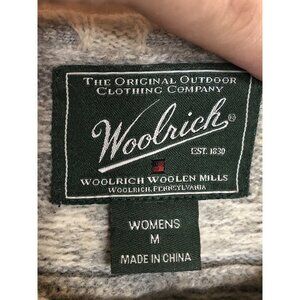 THE ORIGINAL OUTDOOR
CLOTHING COMPANY
Woolrich®
EST. 1830
WOOLRICH WOOLEN MILLS
WOOLRICH, PENNSYLVANIA
WOMENS
M
MADE IN CHINA